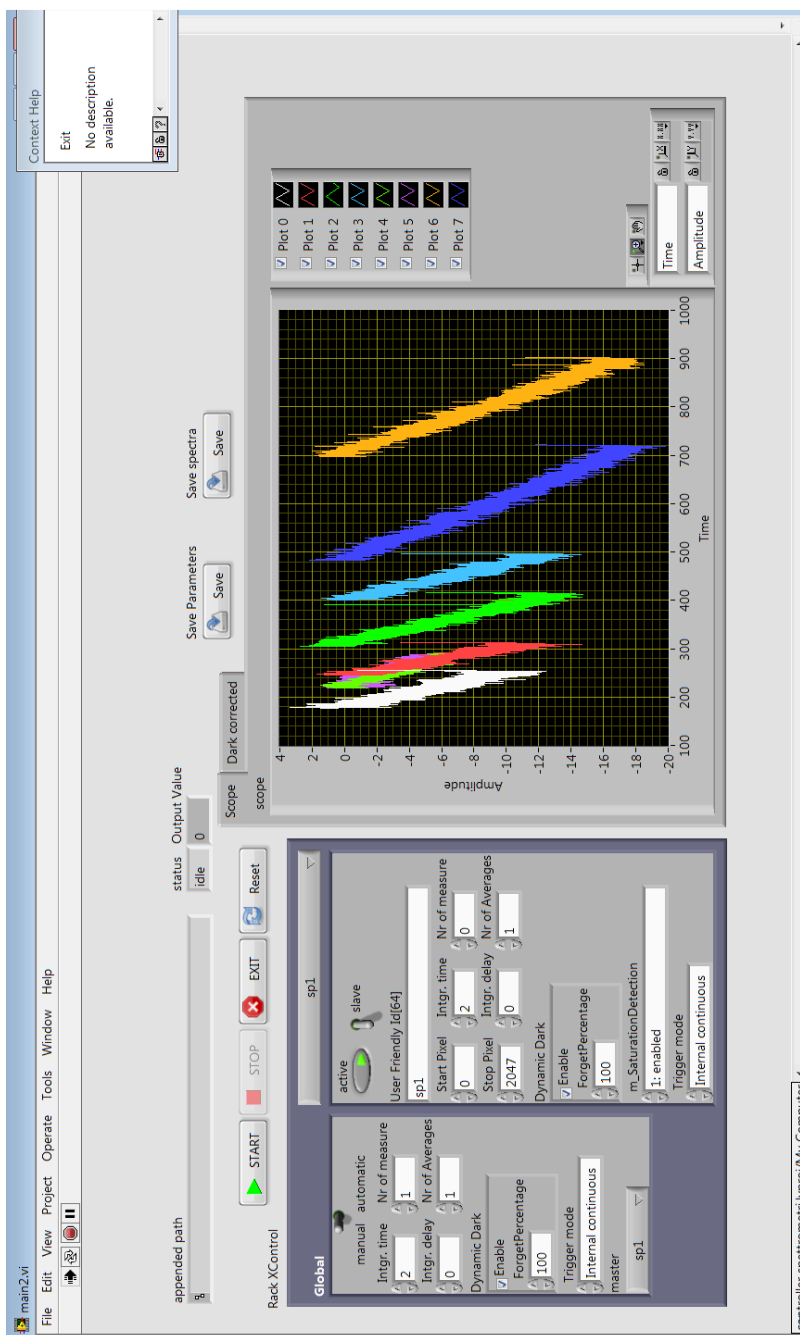 main2.vi
File Edit View Project Operate Tools Window Help
Context Help
Exit
No description
available.
appended path
status Output Value
idle 0
START STOP EXIT Reset
Save Parameters Save spectra
Save Save
Rack XControl
Global
manual automatic
Intgr. time Nr of measure
2 1
Intgr. delay Nr of Averages
0 1
Dynamic Dark
Enable
ForgetPercentage
100
Trigger mode
Internal continuous
master
sp1
sp1
active slave
User Friendly Id[64]
sp1
Start Pixel Intgr. time Nr of measure
0 2 0
Stop Pixel Intgr. delay Nr of Averages
2047 0 1
Dynamic Dark
Enable
ForgetPercentage
100
m_SaturationDetection
1: enabled
Trigger mode
Internal continuous
Scope Dark corrected
scope
Amplitude
4
2
0
-2
-4
-6
-8
-10
-12
-14
-16
-18
-20
100 200 300 400 500 600 700 800 900 1000
Time
Plot 0
Plot 1
Plot 2
Plot 3
Plot 4
Plot 5
Plot 6
Plot 7
Time
Amplitude